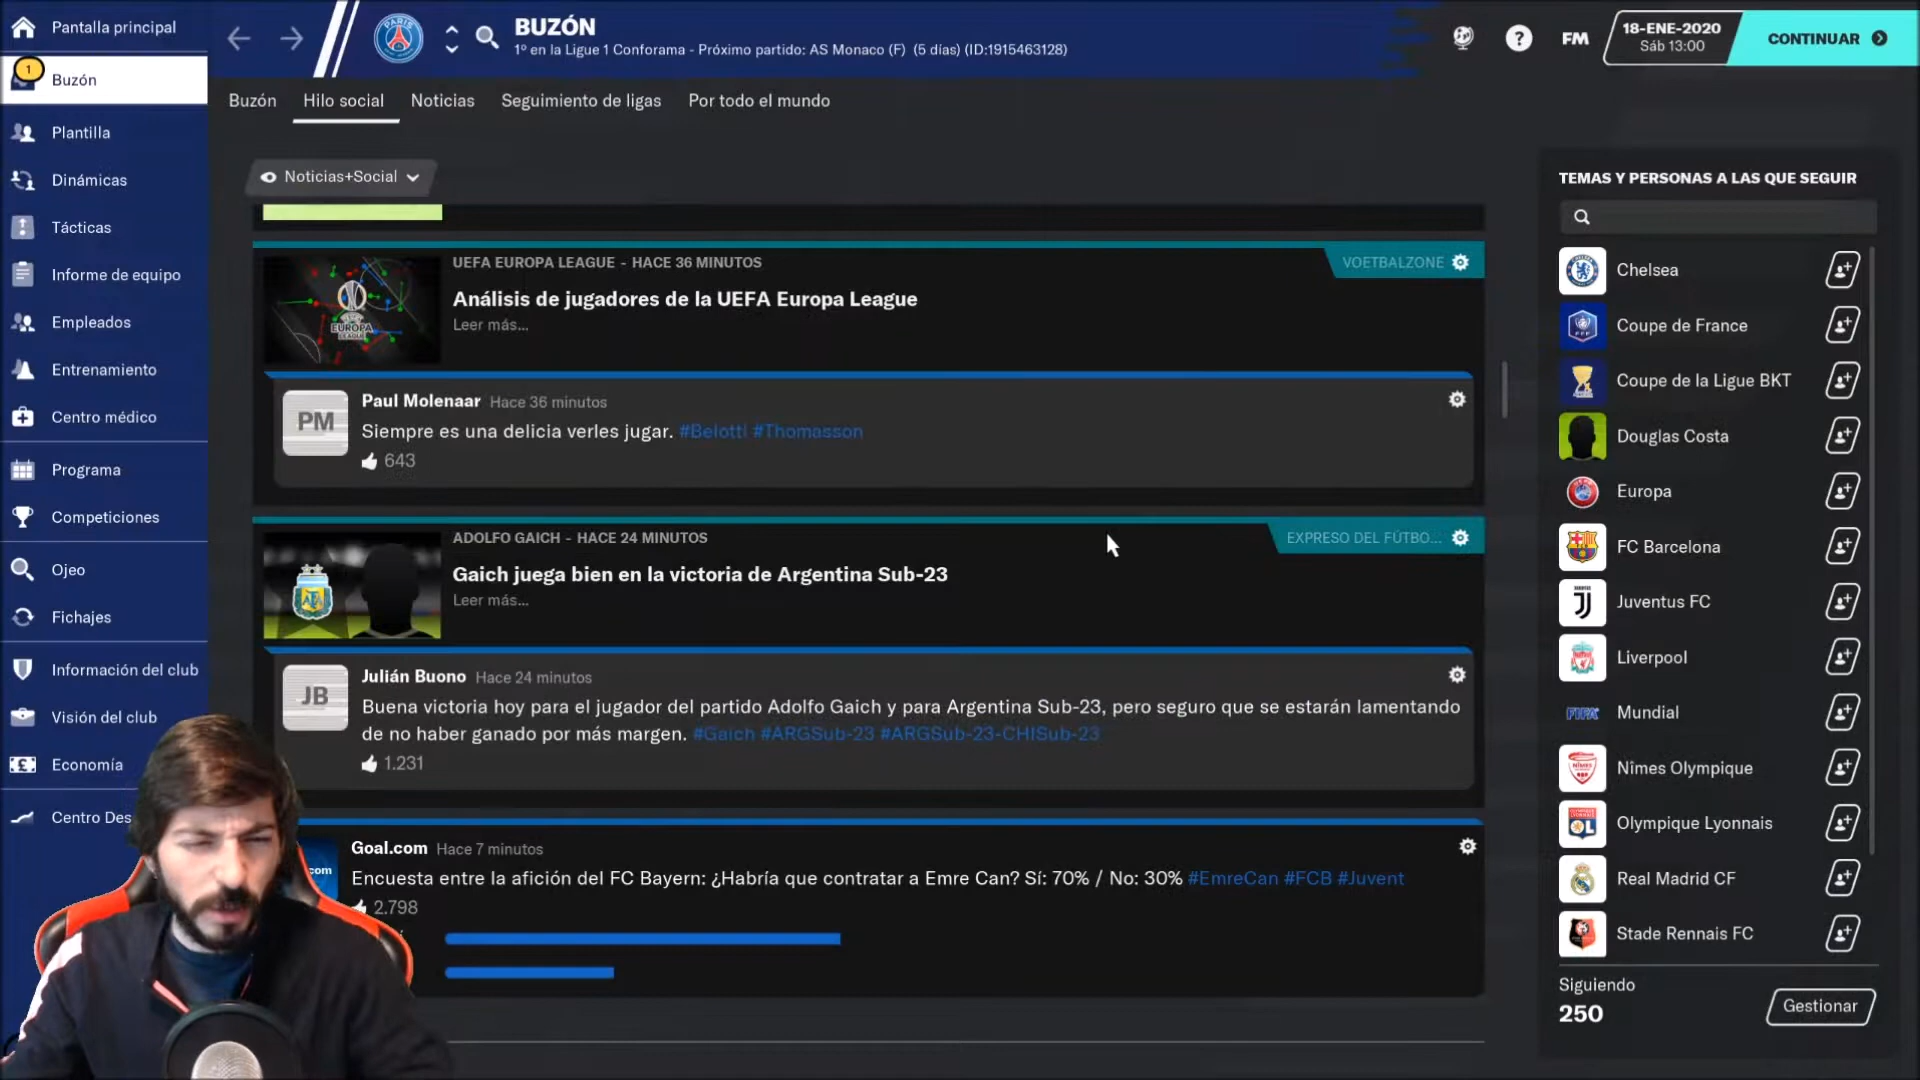 Pantalla principal
1
Buzón
Plantilla
Dinámicas
Tácticas
Informe de equipo
Empleados
Entrenamiento
Centro médico
Programa
Competiciones
Ojeo
Fichajes
Información del club
Visión del club
Economía
Centro Des
PARIS
BUZÓN
1º en la Ligue 1 Conforama - Próximo partido: AS Monaco (F) (5 días) (ID:1915463128)
?
FM
18-ENE-2020
Sáb 13:00
CONTINUAR
Buzón
Hilo social
Noticias
Seguimiento de ligas
Por todo el mundo
Noticias+Social
UEFA EUROPA LEAGUE - HACE 36 MINUTOS
VOETBALZONE
Análisis de jugadores de la UEFA Europa League
Leer más...
EUROPA
PM
Paul Molenaar Hace 36 minutos
Siempre es una delicia verles jugar. #Belotti #Thomasson
643
ADOLFO GAICH - HACE 24 MINUTOS
EXPRESO DEL FÚTBO...
Gaich juega bien en la victoria de Argentina Sub-23
Leer más...
AFA
JB
Julián Buono Hace 24 minutos
Buena victoria hoy para el jugador del partido Adolfo Gaich y para Argentina Sub-23, pero seguro que se estarán lamentando
de no haber ganado por más margen. #Gaich #ARGSub-23 #ARGSub-23-CHISub-23
1.231
com
Goal.com Hace 7 minutos
Encuesta entre la afición del FC Bayern: ¿Habría que contratar a Emre Can? Sí: 70% / No: 30% #EmreCan #FCB #Juvent
2.798
TEMAS Y PERSONAS A LAS QUE SEGUIR
Chelsea
Coupe de France
Coupe de la Ligue BKT
Douglas Costa
Europa
FC Barcelona
Juventus FC
Liverpool
FIFA
Mundial
Nîmes Olympique
OL
Olympique Lyonnais
Real Madrid CF
Stade Rennais FC
Siguiendo
250
Gestionar